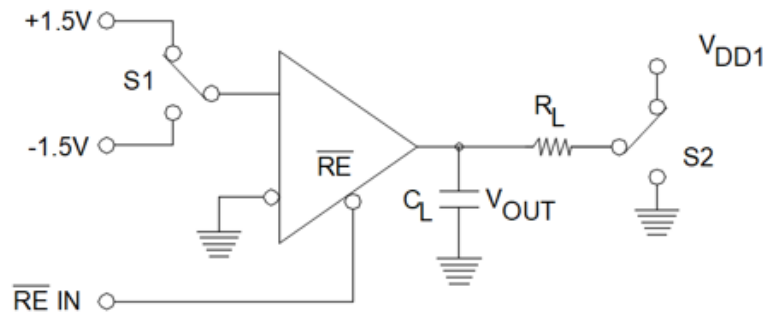 +1.5V
S1
-1.5V
RE
RE IN
C_L
V_OUT
R_L
V_DD1
S2